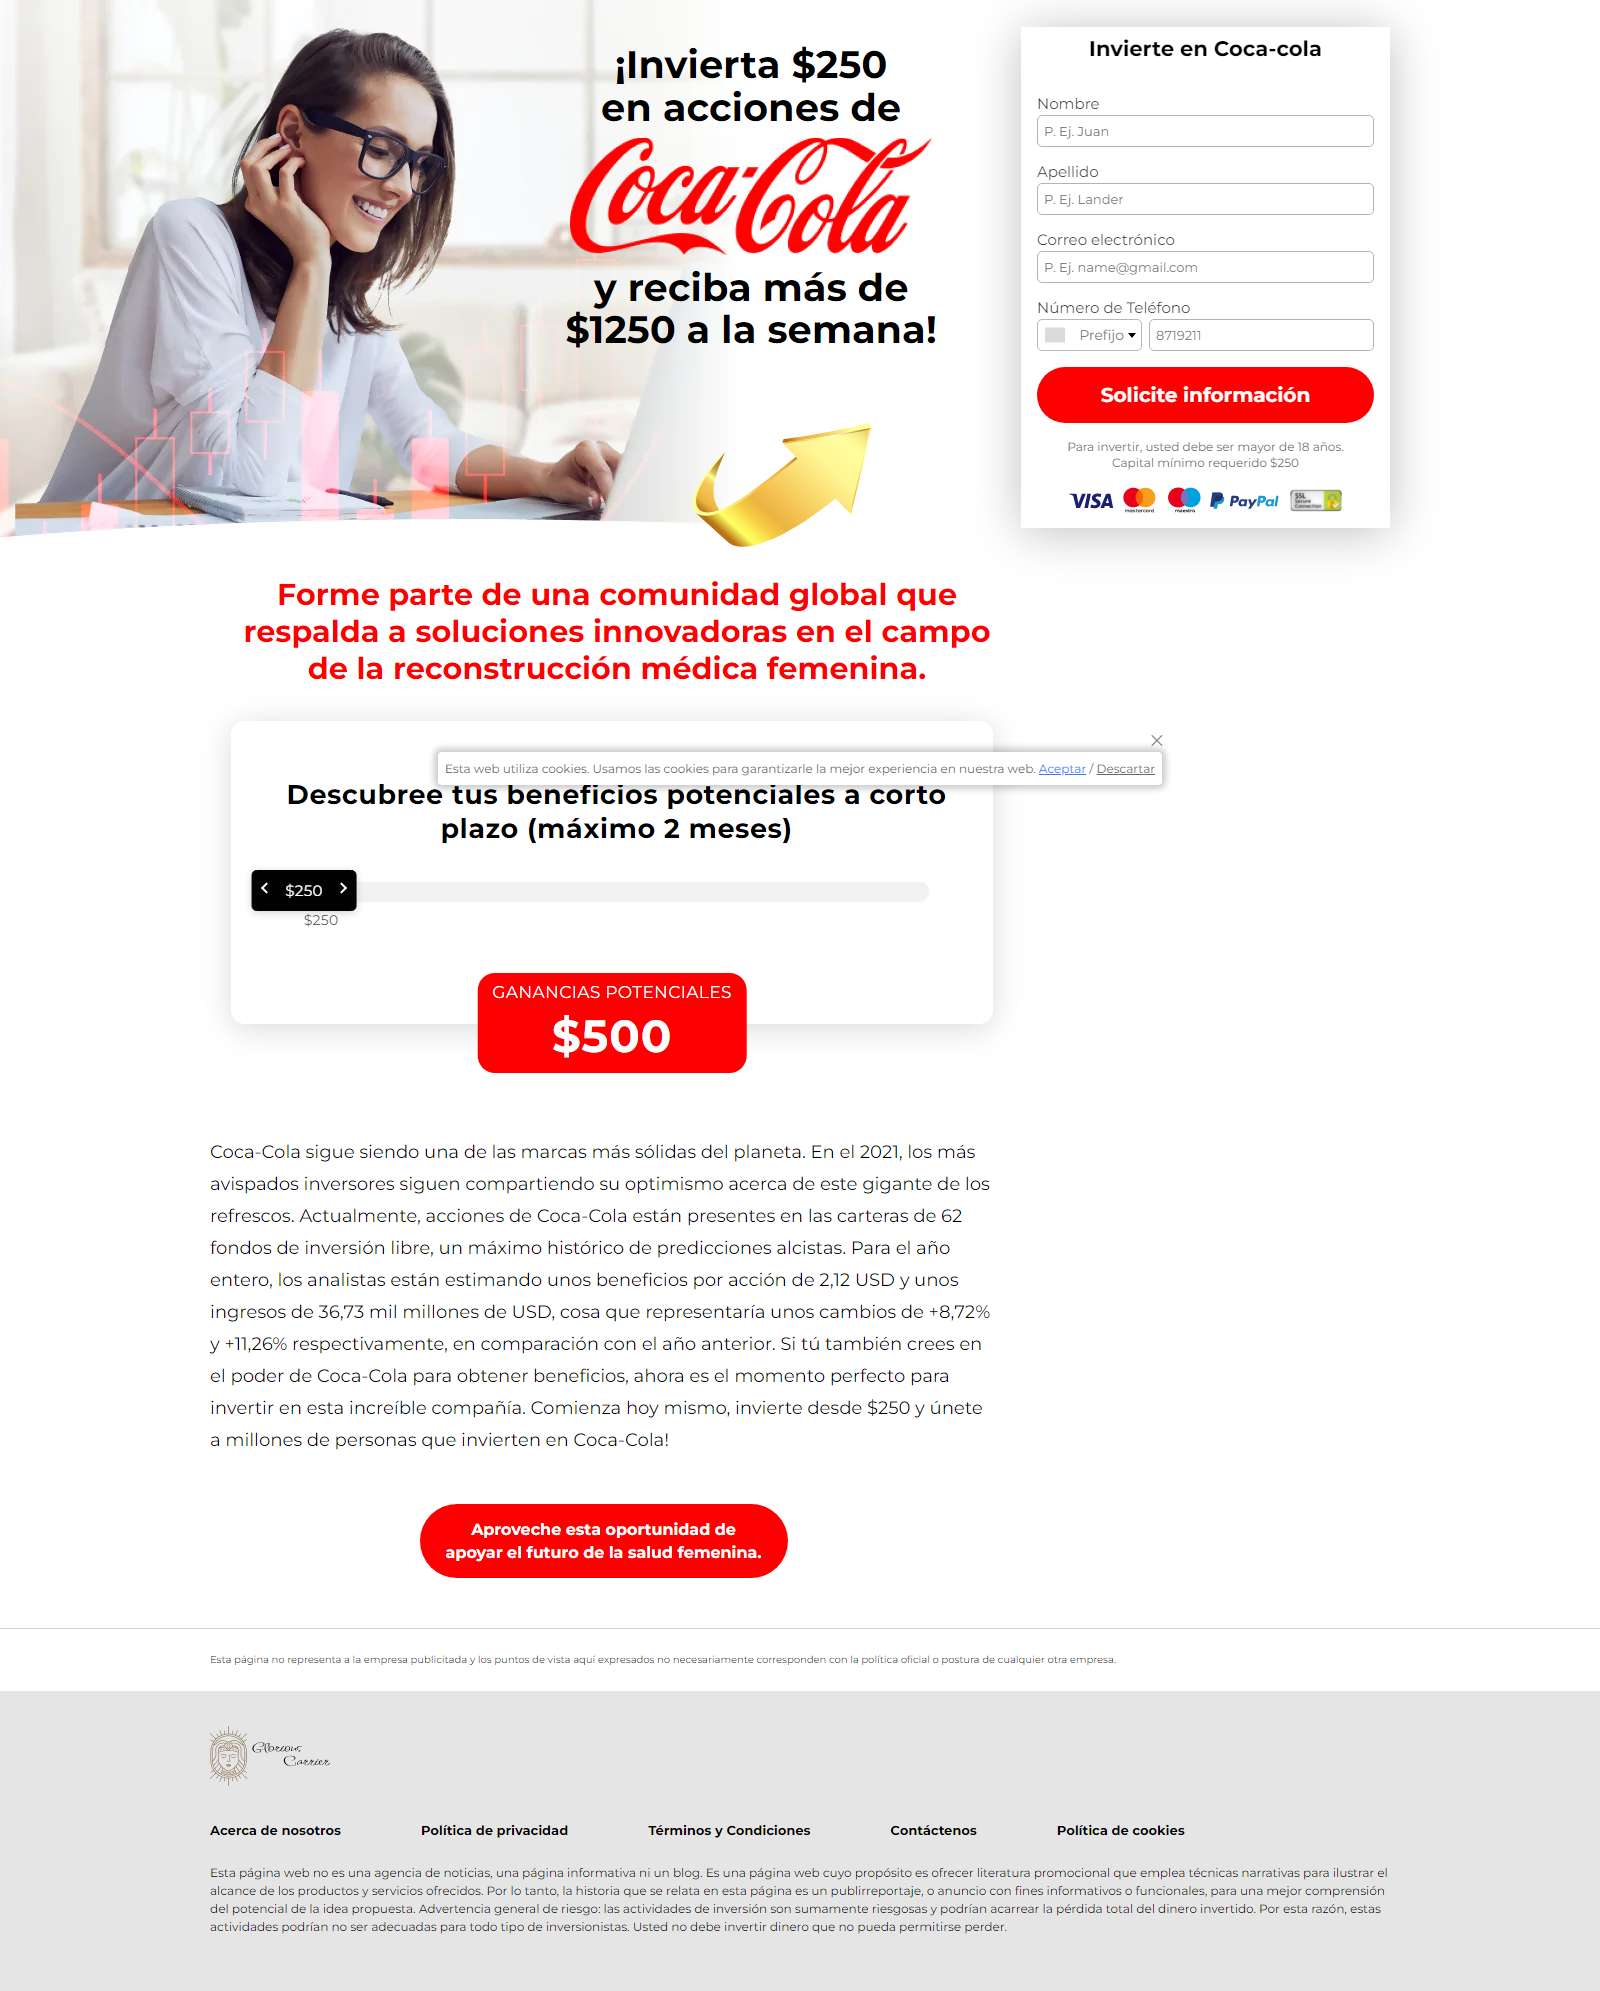 ¡Invierta $250
en acciones de
Coca-Cola
y reciba más de
$1250 a la semana!
Invierte en Coca-cola
Nombre
P. Ej. Juan
Apellido
P. Ej. Lander
Correo electrónico
P. Ej. name@gmail.com
Número de Teléfono
Prefijo 8719211
Solicite información
Para invertir, usted debe ser mayor de 18 años.
Capital mínimo requerido $250
VISA mastercard maestro PayPal SSL Secure Connection
Forme parte de una comunidad global que
respalda a soluciones innovadoras en el campo
de la reconstrucción médica femenina.
Esta web utiliza cookies. Usamos las cookies para garantizarle la mejor experiencia en nuestra web. Aceptar / Descartar
Descubree tus beneficios potenciales a corto
plazo (máximo 2 meses)
$250
$250
GANANCIAS POTENCIALES
$500
Coca-Cola sigue siendo una de las marcas más sólidas del planeta. En el 2021, los más
avispados inversores siguen compartiendo su optimismo acerca de este gigante de los
refrescos. Actualmente, acciones de Coca-Cola están presentes en las carteras de 62
fondos de inversión libre, un máximo histórico de predicciones alcistas. Para el año
entero, los analistas están estimando unos beneficios por acción de 2,12 USD y unos
ingresos de 36,73 mil millones de USD, cosa que representaría unos cambios de +8,72%
y +11,26% respectivamente, en comparación con el año anterior. Si tú también crees en
el poder de Coca-Cola para obtener beneficios, ahora es el momento perfecto para
invertir en esta increíble compañía. Comienza hoy mismo, invierte desde $250 y únete
a millones de personas que invierten en Coca-Cola!
Aproveche esta oportunidad de
apoyar el futuro de la salud femenina.
Esta página no representa a la empresa publicitada y los puntos de vista aquí expresados no necesariamente corresponden con la política oficial o postura de cualquier otra empresa.
Glorious
Carrier
Acerca de nosotros Política de privacidad Términos y Condiciones Contáctenos Política de cookies
Esta página web no es una agencia de noticias, una página informativa ni un blog. Es una página web cuyo propósito es ofrecer literatura promocional que emplea técnicas narrativas para ilustrar el
alcance de los productos y servicios ofrecidos. Por lo tanto, la historia que se relata en esta página es un publirreportaje, o anuncio con fines informativos o funcionales, para una mejor comprensión
del potencial de la idea propuesta. Advertencia general de riesgo: las actividades de inversión son sumamente riesgosas y podrían acarrear la pérdida total del dinero invertido. Por esta razón, estas
actividades podrían no ser adecuadas para todo tipo de inversionistas. Usted no debe invertir dinero que no pueda permitirse perder.